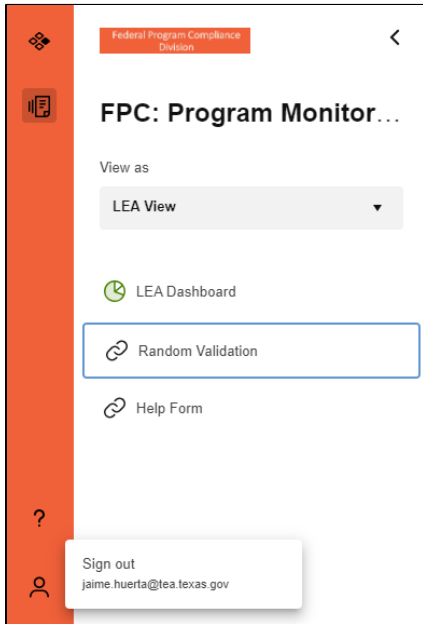 Federal Program Compliance
Division
FPC: Program Monitor...
View as
LEA View
LEA Dashboard
Random Validation
Help Form
?
Sign out
jaime.huerta@tea.texas.gov